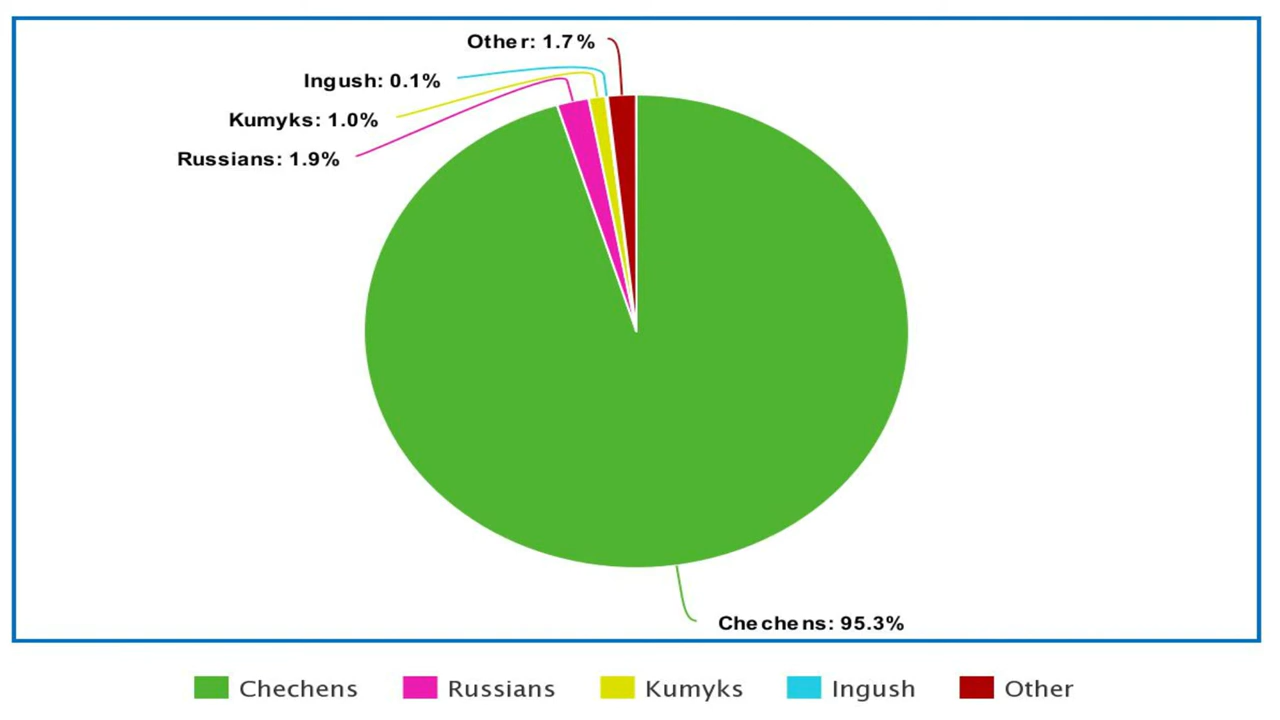 Other: 1.7%
Ingush: 0.1%
Kumyks: 1.0%
Russians: 1.9%
Chechens: 95.3%
Chechens Russians Kumyks Ingush Other